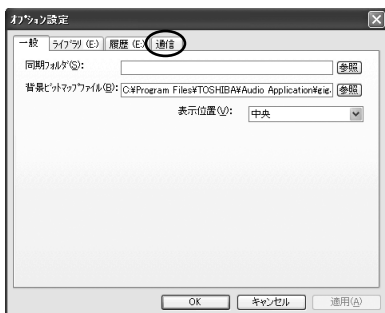 オプション設定
一般 ライブラリ (E) 履歴 (E) 通信
同期フォルダ(S): 参照
背景ビットマップファイル(B): C:¥Program Files¥TOSHIBA¥Audio Application¥gig. 参照
表示位置(V): 中央
OK キャンセル 適用(A)